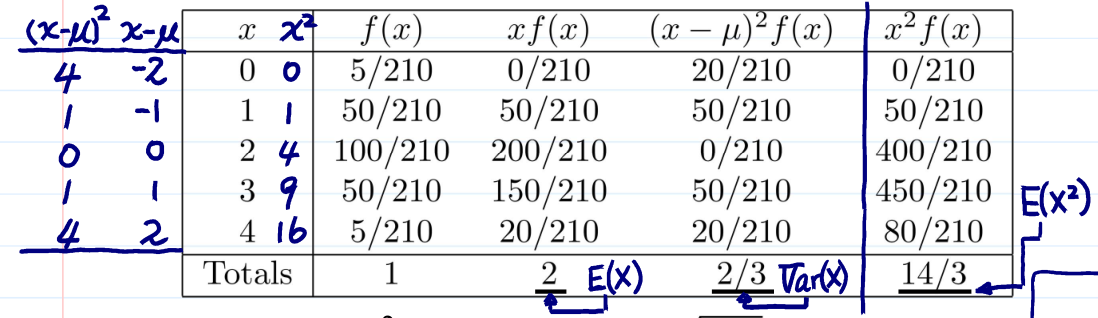 (x-μ)² x-μ x x² f(x) xf(x) (x − μ)²f(x) x²f(x)
4 -2 0 0 5/210 0/210 20/210 0/210
1 -1 1 1 50/210 50/210 50/210 50/210
0 0 2 4 100/210 200/210 0/210 400/210
1 1 3 9 50/210 150/210 50/210 450/210 E(X²)
4 2 4 16 5/210 20/210 20/210 80/210
Totals 1 2 E(X) 2/3 Var(X) 14/3